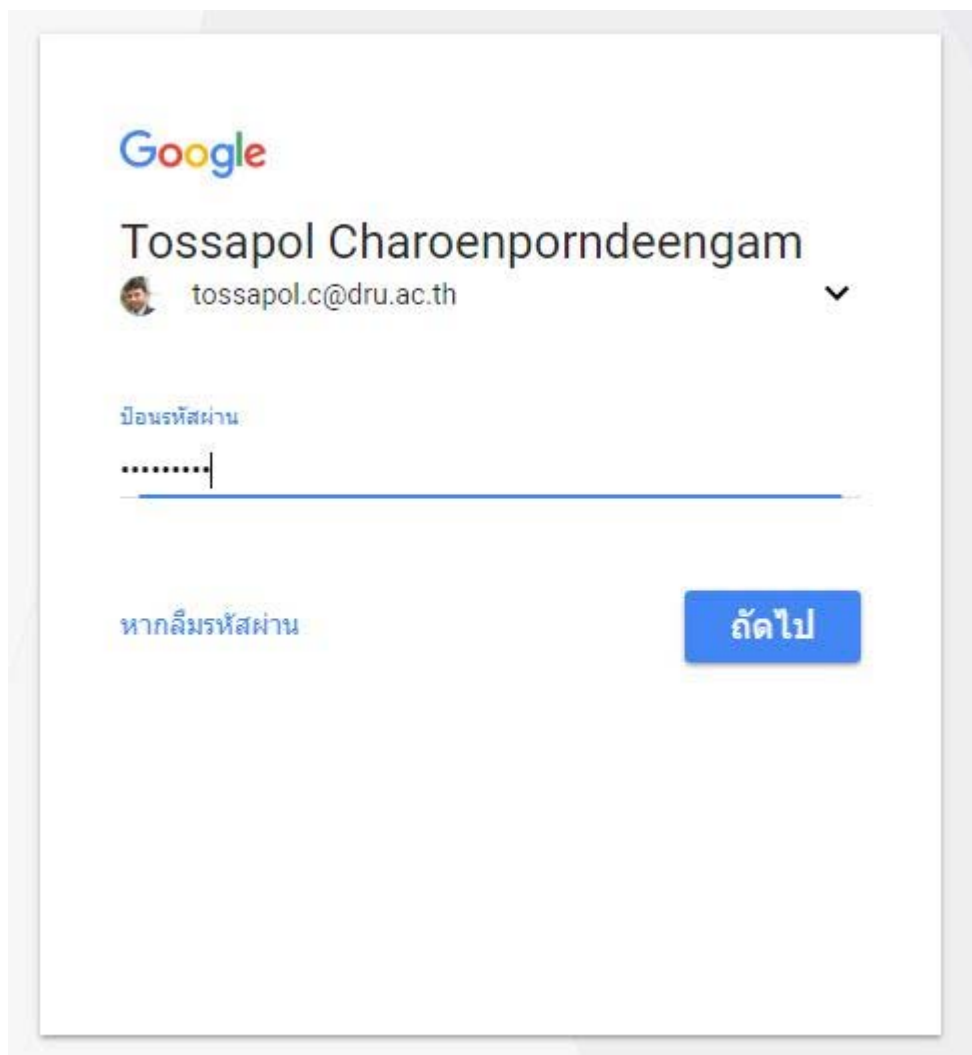 Google
Tossapol Charoenporndeengam
tossapol.c@dru.ac.th
ป้อนรหัสผ่าน
•••••••••
หากลืมรหัสผ่าน
ถัดไป